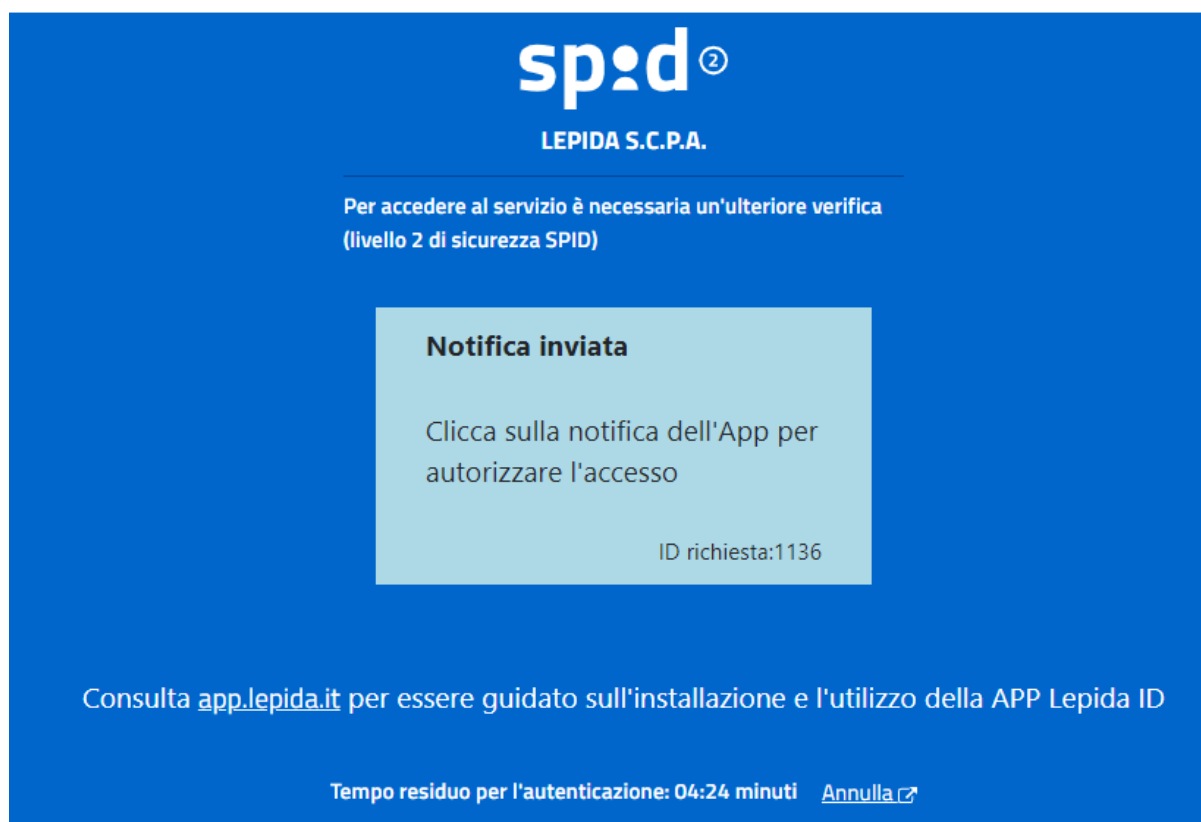 spid 2
LEPIDA S.C.P.A.
Per accedere al servizio è necessaria un'ulteriore verifica
(livello 2 di sicurezza SPID)
Notifica inviata
Clicca sulla notifica dell'App per
autorizzare l'accesso
ID richiesta:1136
Consulta app.lepida.it per essere guidato sull'installazione e l'utilizzo della APP Lepida ID
Tempo residuo per l'autenticazione: 04:24 minuti Annulla